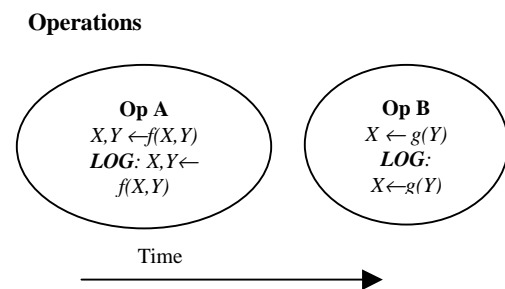 Operations
Op A
X,Y ←f(X,Y)
LOG: X,Y←
f(X,Y)
Op B
X ← g(Y)
LOG:
X←g(Y)
Time